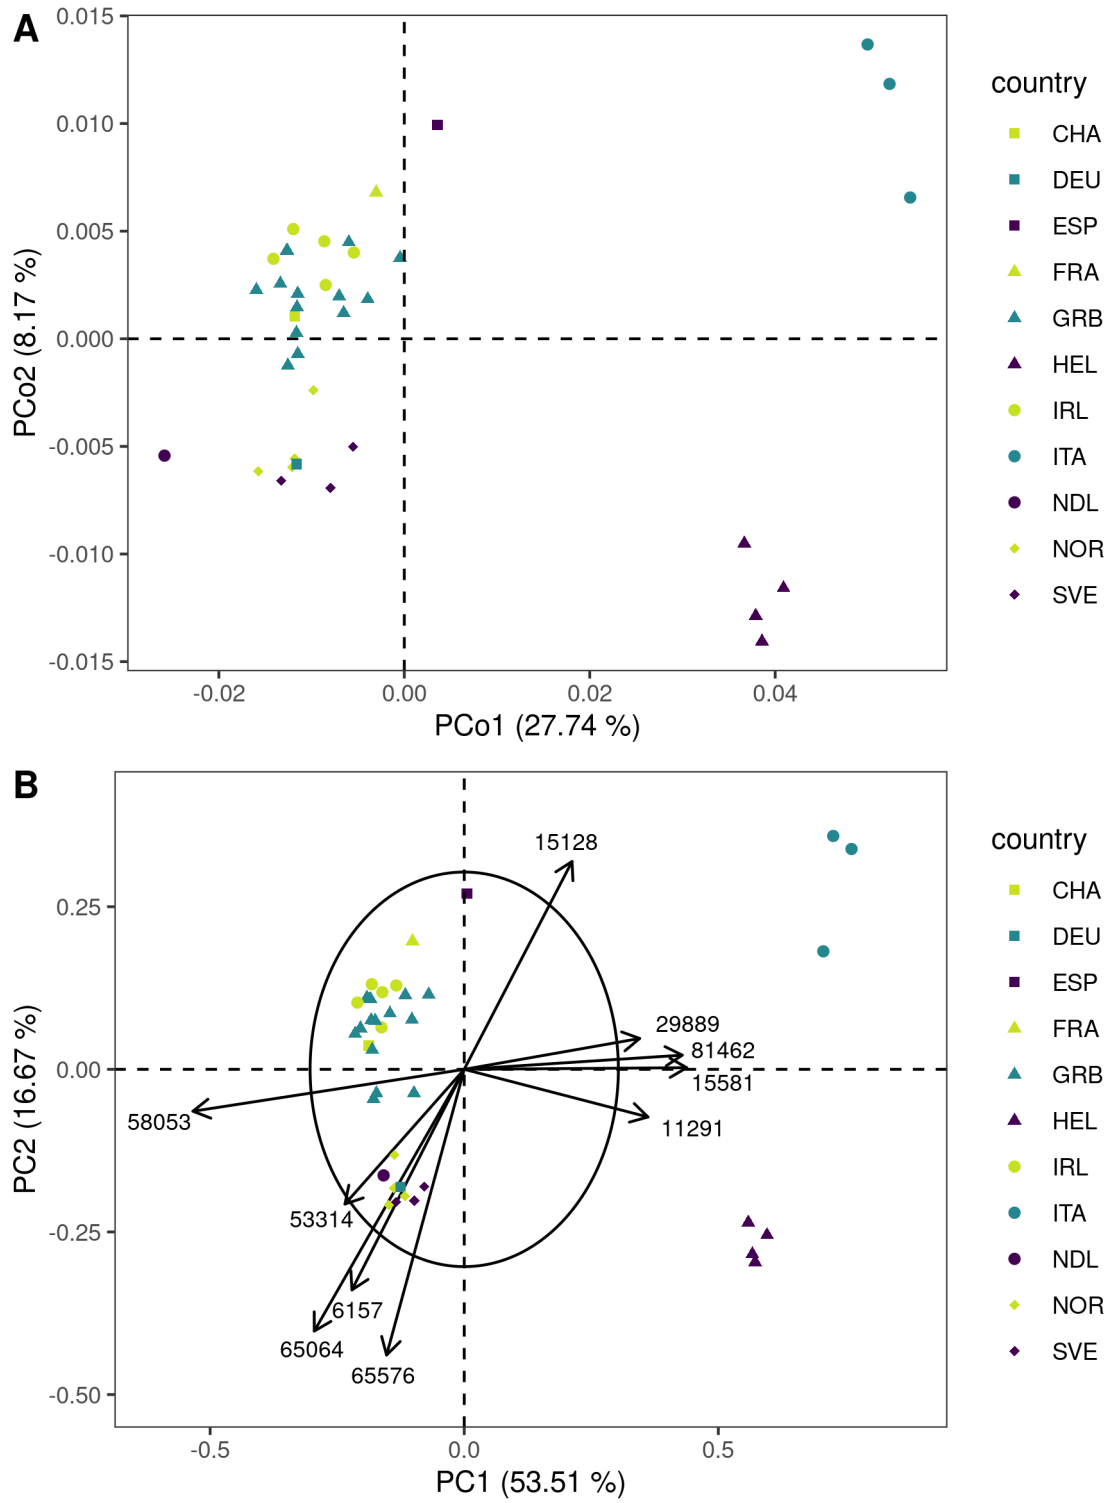 A
0.015
0.010
0.005
0.000
-0.005
-0.010
-0.015
PCo2 (8.17 %)
-0.02
0.00
0.02
0.04
PCo1 (27.74 %)
country
CHA
DEU
ESP
FRA
GRB
HEL
IRL
ITA
NDL
NOR
SVE
B
0.25
0.00
-0.25
-0.50
PC2 (16.67 %)
15128
29889
81462
15581
11291
58053
53314
6157
65064
65576
-0.5
0.0
0.5
PC1 (53.51 %)
country
CHA
DEU
ESP
FRA
GRB
HEL
IRL
ITA
NDL
NOR
SVE